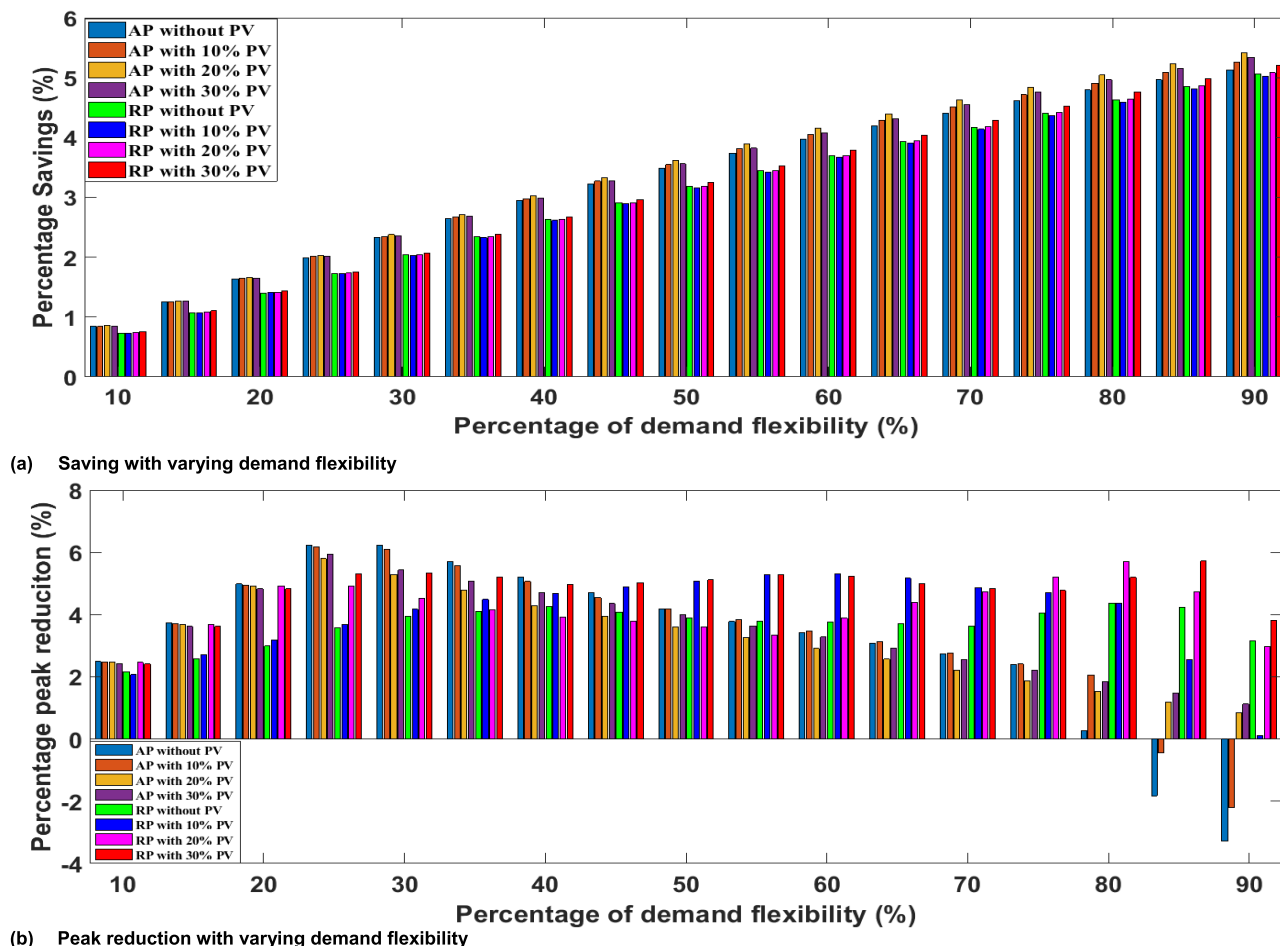 6
5
4
3
2
1
0
Percentage Savings (%)
AP without PV
AP with 10% PV
AP with 20% PV
AP with 30% PV
RP without PV
RP with 10% PV
RP with 20% PV
RP with 30% PV
10 20 30 40 50 60 70 80 90
Percentage of demand flexibility (%)
(a) Saving with varying demand flexibility
8
6
4
2
0
-2
-4
Percentage peak reduciton (%)
AP without PV
AP with 10% PV
AP with 20% PV
AP with 30% PV
RP without PV
RP with 10% PV
RP with 20% PV
RP with 30% PV
10 20 30 40 50 60 70 80 90
Percentage of demand flexibility (%)
(b) Peak reduction with varying demand flexibility